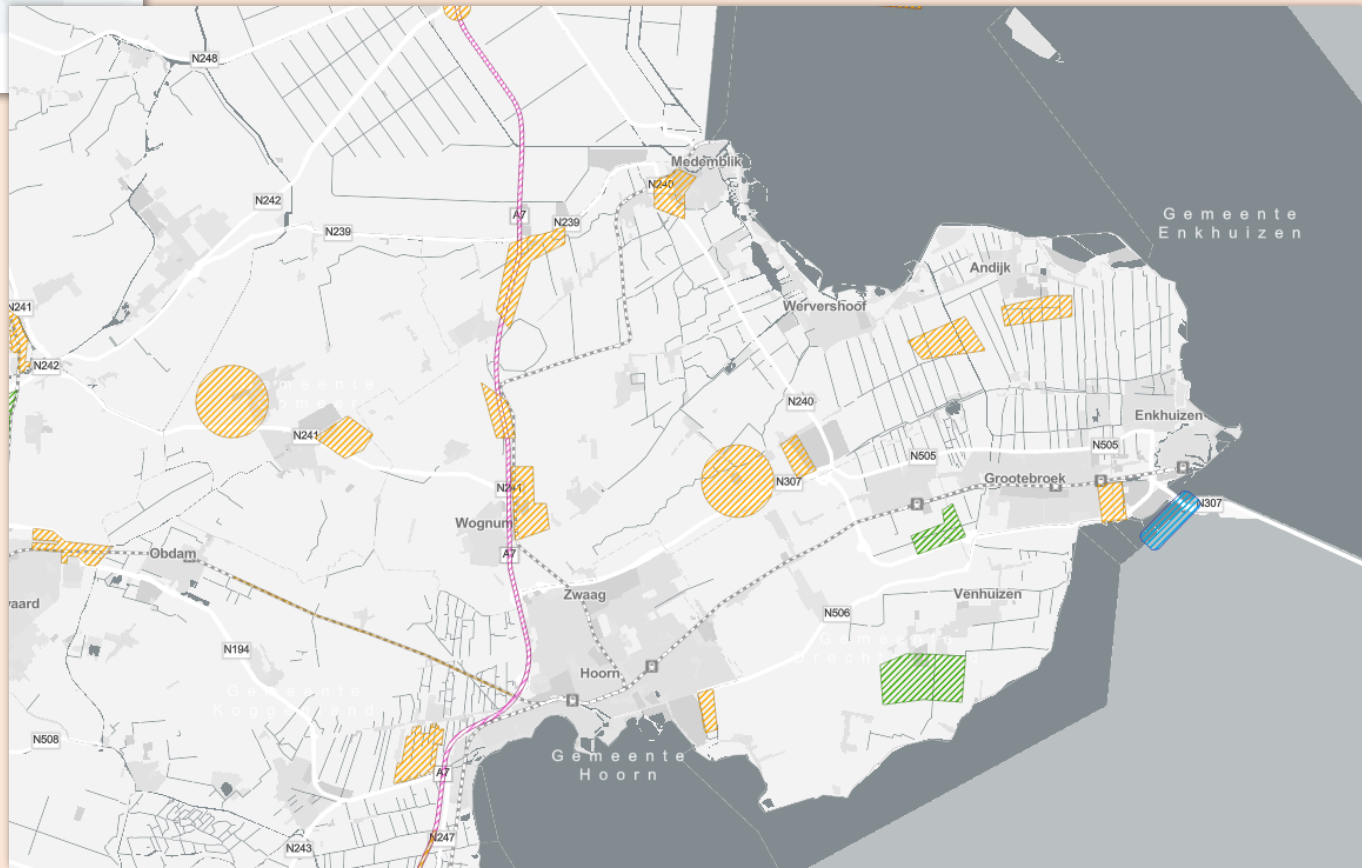 N248
Medemblik
N240
N242
A7
N239
N239
Gemeente
Enkhuizen
Andijk
N241
Wervershoof
N242
N240
Enkhuizen
N241
N505
N505
Grootebroek
N307
N241
N307
Wognum
Obdam
A7
Zwaag
Venhuizen
vaard
N506
Gemeente
N194
Hoorn
Gemeente
Koggenland
N508
Gemeente
Hoorn
A7
N247
N243